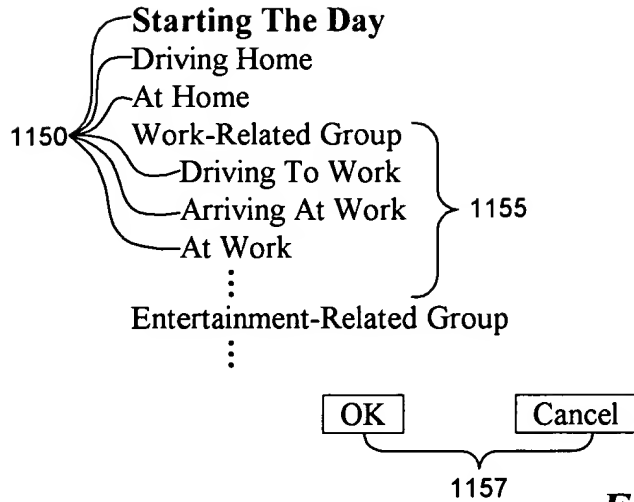 Starting The Day
Driving Home
At Home
1150 Work-Related Group
Driving To Work
Arriving At Work 1155
At Work
Entertainment-Related Group
OK Cancel
1157